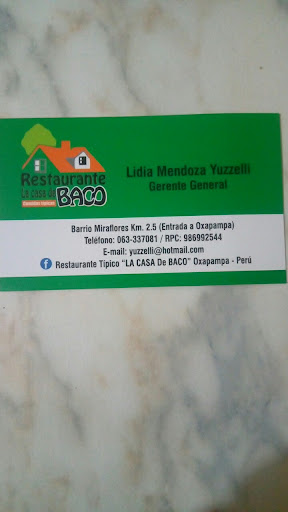 Restaurante
La casa de
BACO
Lidia Mendoza Yuzzelli
Gerente General
Barrio Miraflores Km. 2.5 (Entrada a Oxapampa)
Teléfono: 063-337081 / RPC: 986992544
E-mail: yuzzelli@hotmail.com
f Restaurante Típico "LA CASA De BACO" Oxapampa - Perú